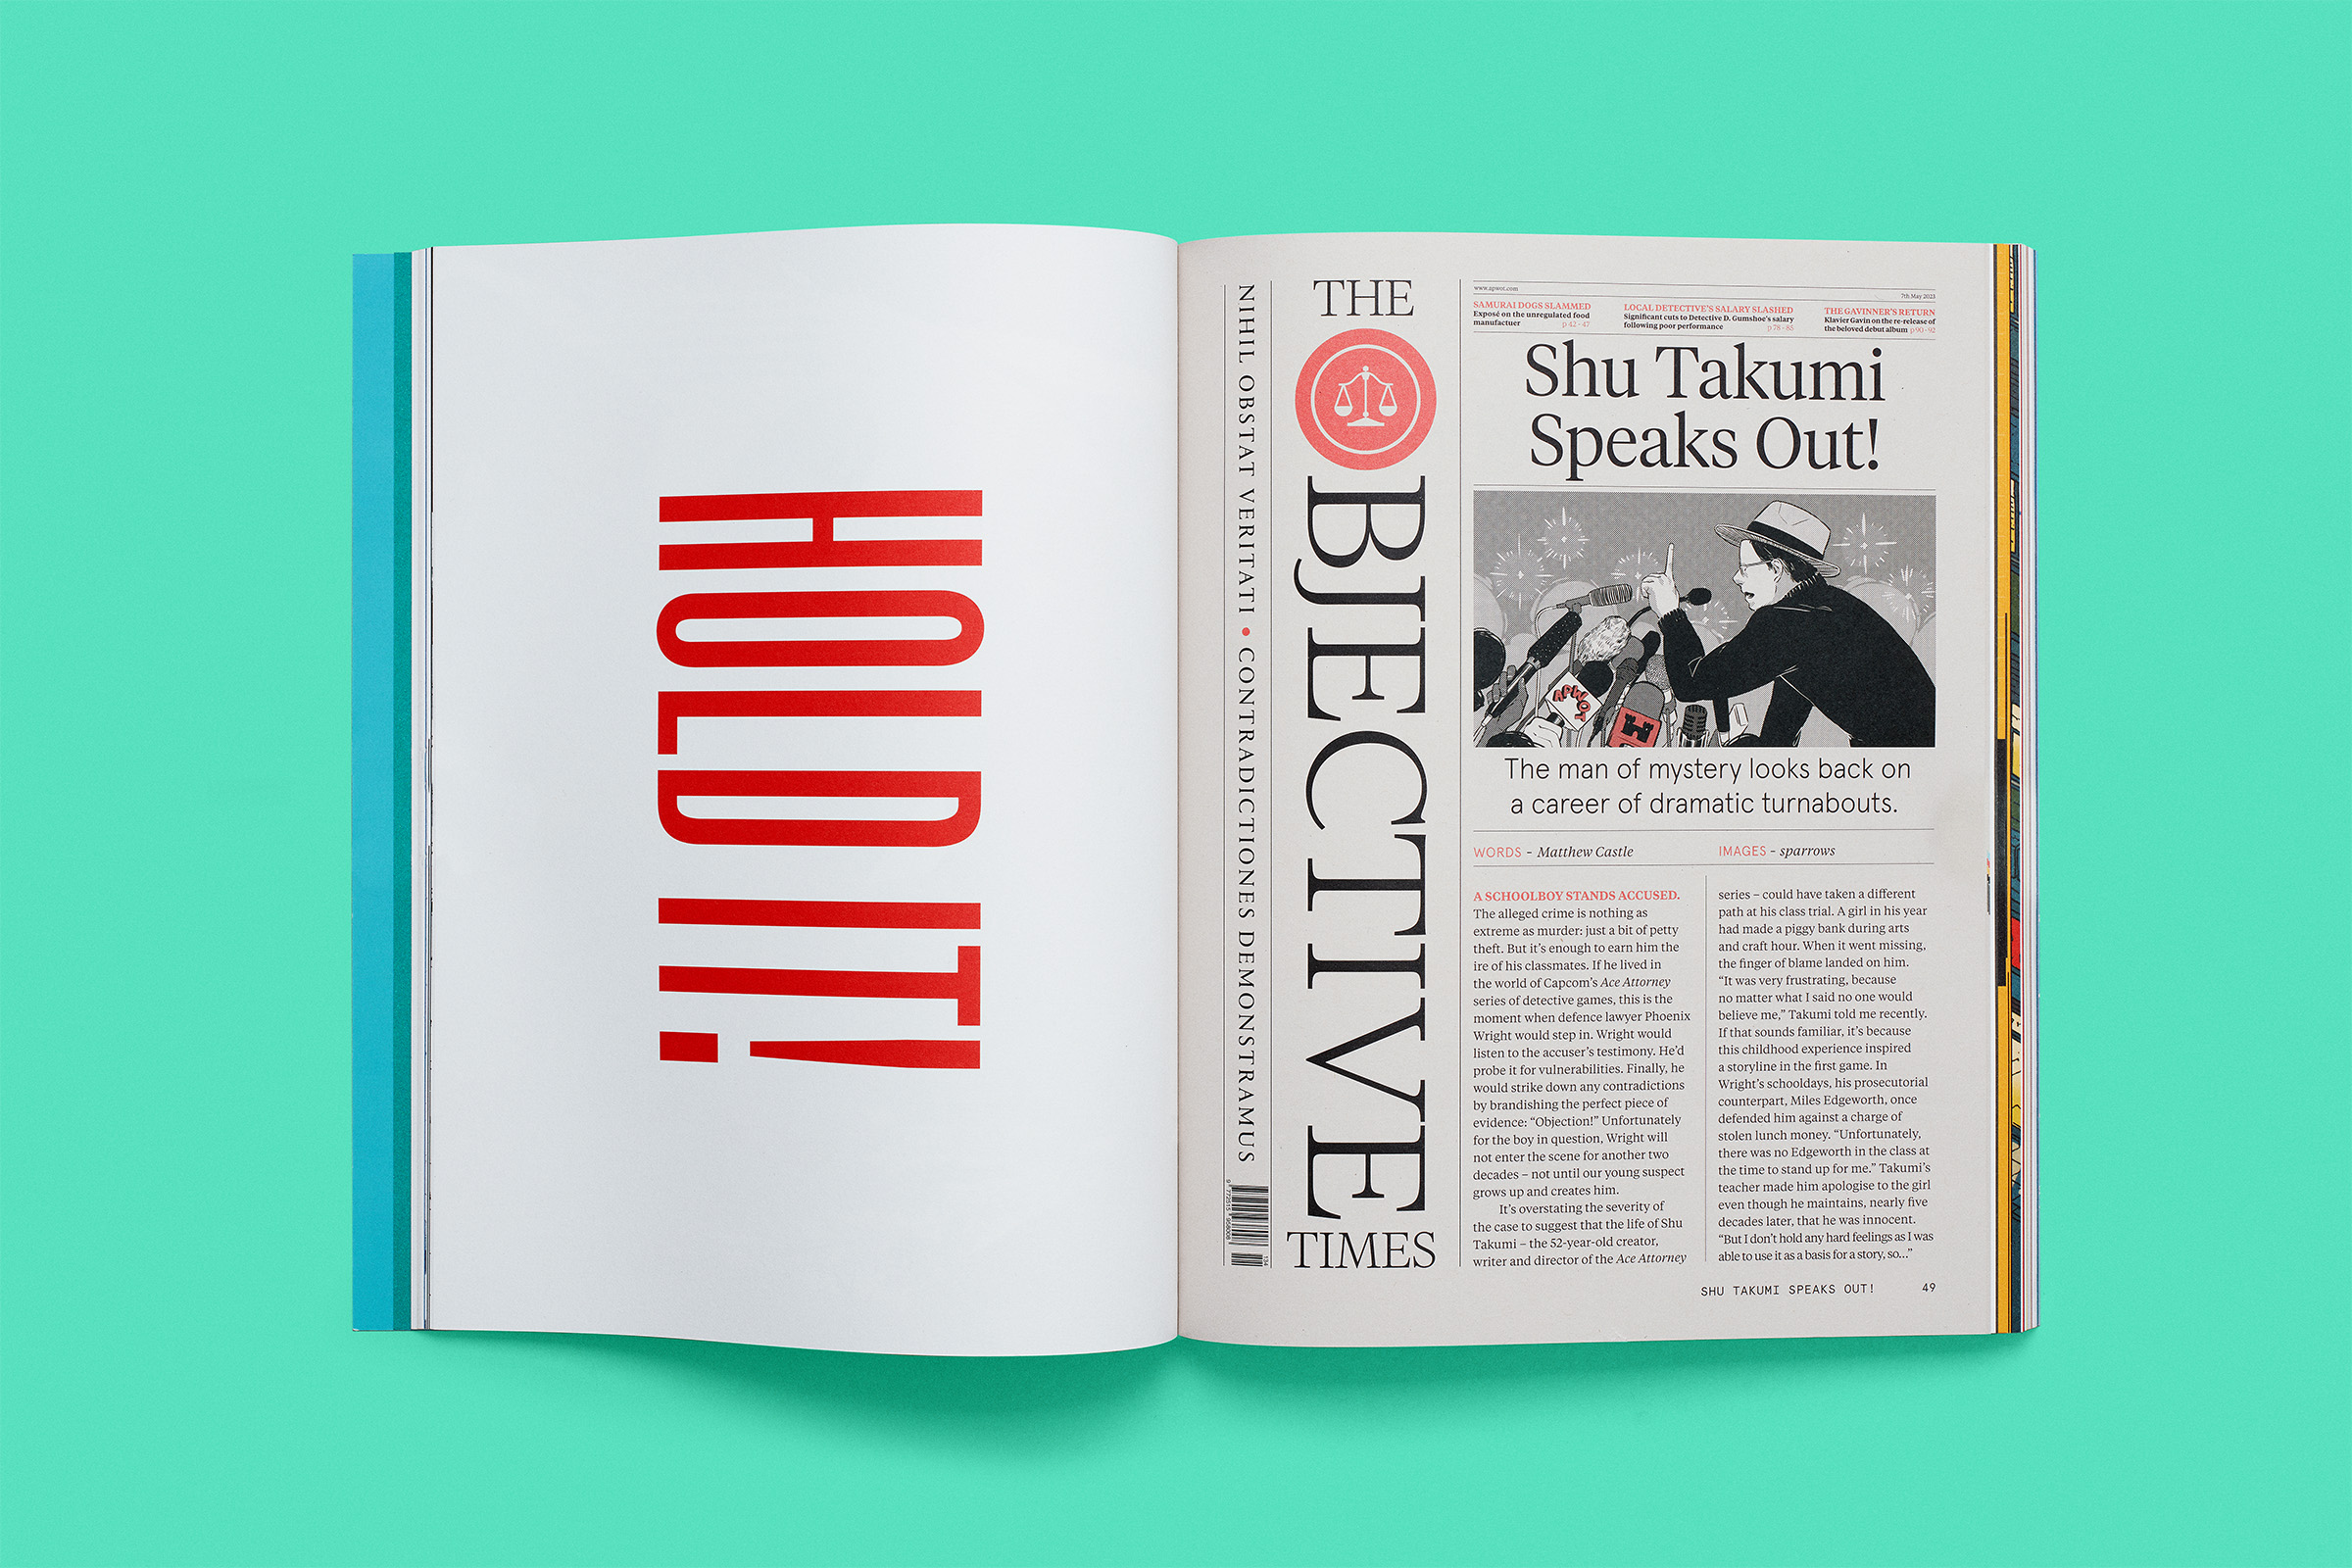 HOLD IT!
NIHIL OBSTAT VERITATI • CONTRADICTIONES DEMONSTRAMUS
THE
OBJECTIVE
TIMES
www.apwot.com
7th May 2023
SAMURAI DOGS SLAMMED
Exposé on the unregulated food
manufactuer p 42 - 47
LOCAL DETECTIVE'S SALARY SLASHED
Significant cuts to Detective D. Gumshoe's salary
following poor performance p 78 - 85
THE GAVINNER'S RETURN
Klavier Gavin on the re-release of
the beloved debut album p 90 - 92
Shu Takumi
Speaks Out!
APWOT
The man of mystery looks back on
a career of dramatic turnabouts.
WORDS - Matthew Castle
IMAGES - sparrows
A SCHOOLBOY STANDS ACCUSED.
The alleged crime is nothing as
extreme as murder: just a bit of petty
theft. But it's enough to earn him the
ire of his classmates. If he lived in
the world of Capcom's Ace Attorney
series of detective games, this is the
moment when defence lawyer Phoenix
Wright would step in. Wright would
listen to the accuser's testimony. He'd
probe it for vulnerabilities. Finally, he
would strike down any contradictions
by brandishing the perfect piece of
evidence: “Objection!” Unfortunately
for the boy in question, Wright will
not enter the scene for another two
decades – not until our young suspect
grows up and creates him.
It's overstating the severity of
the case to suggest that the life of Shu
Takumi – the 52-year-old creator,
writer and director of the Ace Attorney
series – could have taken a different
path at his class trial. A girl in his year
had made a piggy bank during arts
and craft hour. When it went missing,
the finger of blame landed on him.
“It was very frustrating, because
no matter what I said no one would
believe me,” Takumi told me recently.
If that sounds familiar, it's because
this childhood experience inspired
a storyline in the first game. In
Wright's schooldays, his prosecutorial
counterpart, Miles Edgeworth, once
defended him against a charge of
stolen lunch money. “Unfortunately,
there was no Edgeworth in the class at
the time to stand up for me.” Takumi's
teacher made him apologise to the girl
even though he maintains, nearly five
decades later, that he was innocent.
“But I don't hold any hard feelings as I was
able to use it as a basis for a story, so…”
SHU TAKUMI SPEAKS OUT! 49